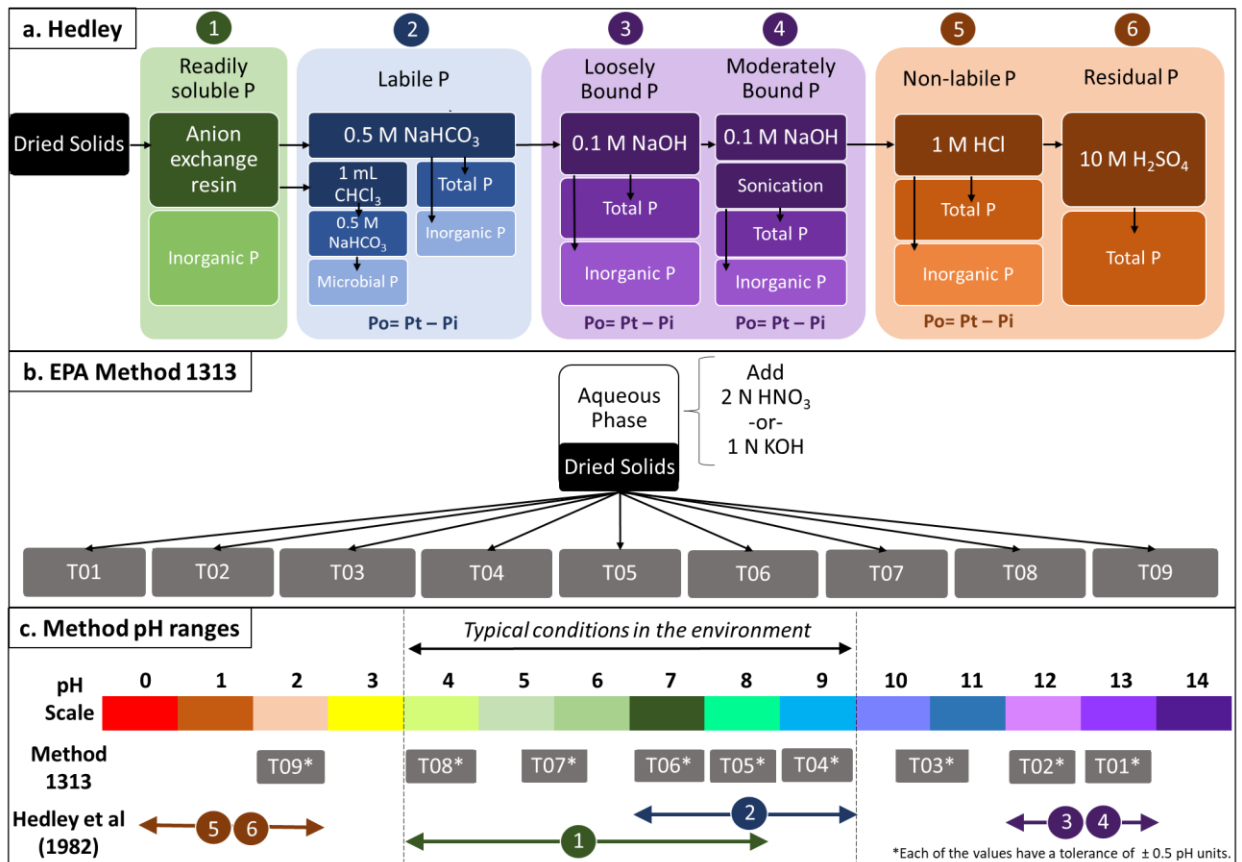 a. Hedley
1
2
3
4
5
6
Readily
soluble P
Labile P
Loosely
Bound P
Moderately
Bound P
Non-labile P
Residual P
Dried Solids
Anion
exchange
resin
Inorganic P
0.5 M NaHCO₃
1 mL
CHCl₃
0.5 M
NaHCO₃
Microbial P
Total P
Inorganic P
Po= Pt – Pi
0.1 M NaOH
Total P
Inorganic P
Po= Pt – Pi
0.1 M NaOH
Sonication
Total P
Inorganic P
Po= Pt – Pi
1 M HCl
Total P
Inorganic P
Po= Pt – Pi
10 M H₂SO₄
Total P
b. EPA Method 1313
Aqueous
Phase
Dried Solids
Add
2 N HNO₃
-or-
1 N KOH
T01 T02 T03 T04 T05 T06 T07 T08 T09
c. Method pH ranges
Typical conditions in the environment
pH
Scale
0 1 2 3 4 5 6 7 8 9 10 11 12 13 14
Method
1313
T09* T08* T07* T06* T05* T04* T03* T02* T01*
Hedley et al
(1982)
5 6 1 2 3 4
*Each of the values have a tolerance of ± 0.5 pH units.